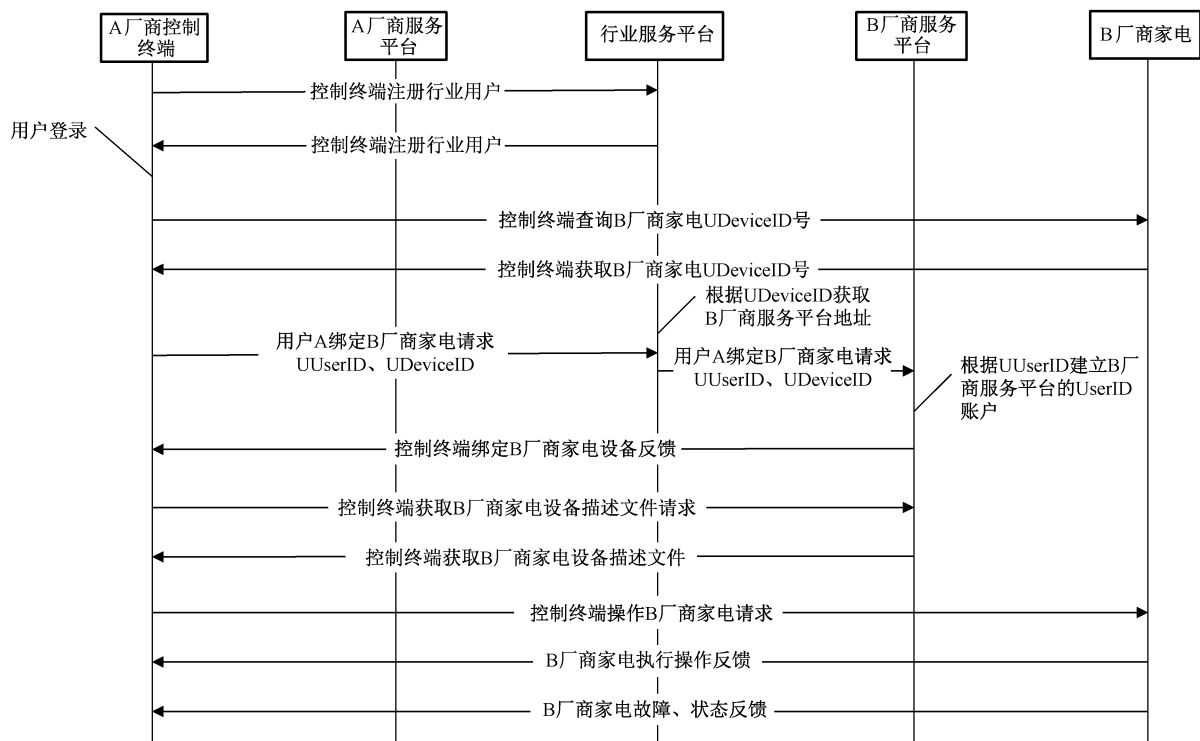 A厂商控制
终端
A厂商服务
平台
行业服务平台
B厂商服务
平台
B厂商家电
控制终端注册行业用户
用户登录
控制终端注册行业用户
控制终端查询B厂商家电UDeviceID号
控制终端获取B厂商家电UDeviceID号
根据UDeviceID获取
B厂商服务平台地址
用户A绑定B厂商家电请求
UUserID、UDeviceID
用户A绑定B厂商家电请求
UUserID、UDeviceID
根据UUserID建立B厂
商服务平台的UserID
账户
控制终端绑定B厂商家电设备反馈
控制终端获取B厂商家电设备描述文件请求
控制终端获取B厂商家电设备描述文件
控制终端操作B厂商家电请求
B厂商家电执行操作反馈
B厂商家电故障、状态反馈